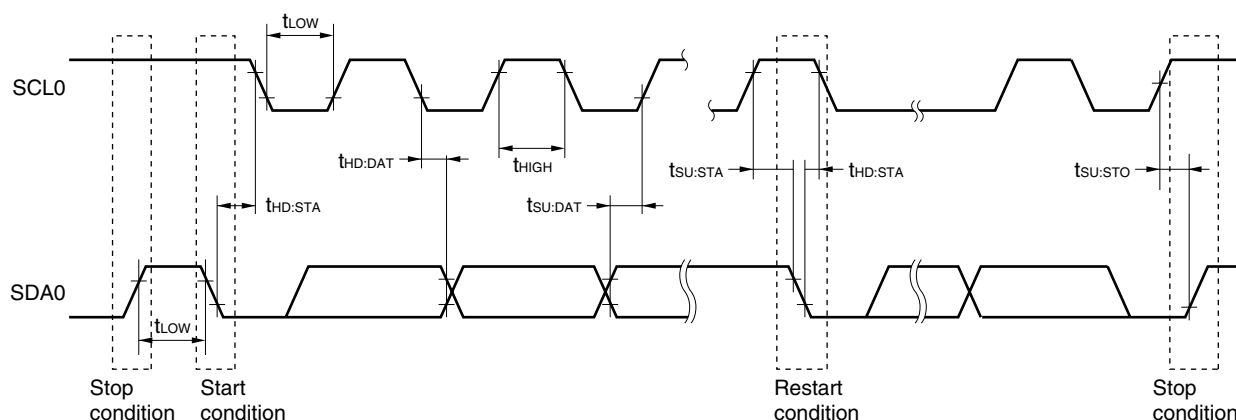 tLOW
SCL0
tHD:DAT
tHIGH
tSU:STA
tHD:STA
tSU:STO
tHD:STA
tSU:DAT
SDA0
tLOW
Stop
condition
Start
condition
Restart
condition
Stop
condition